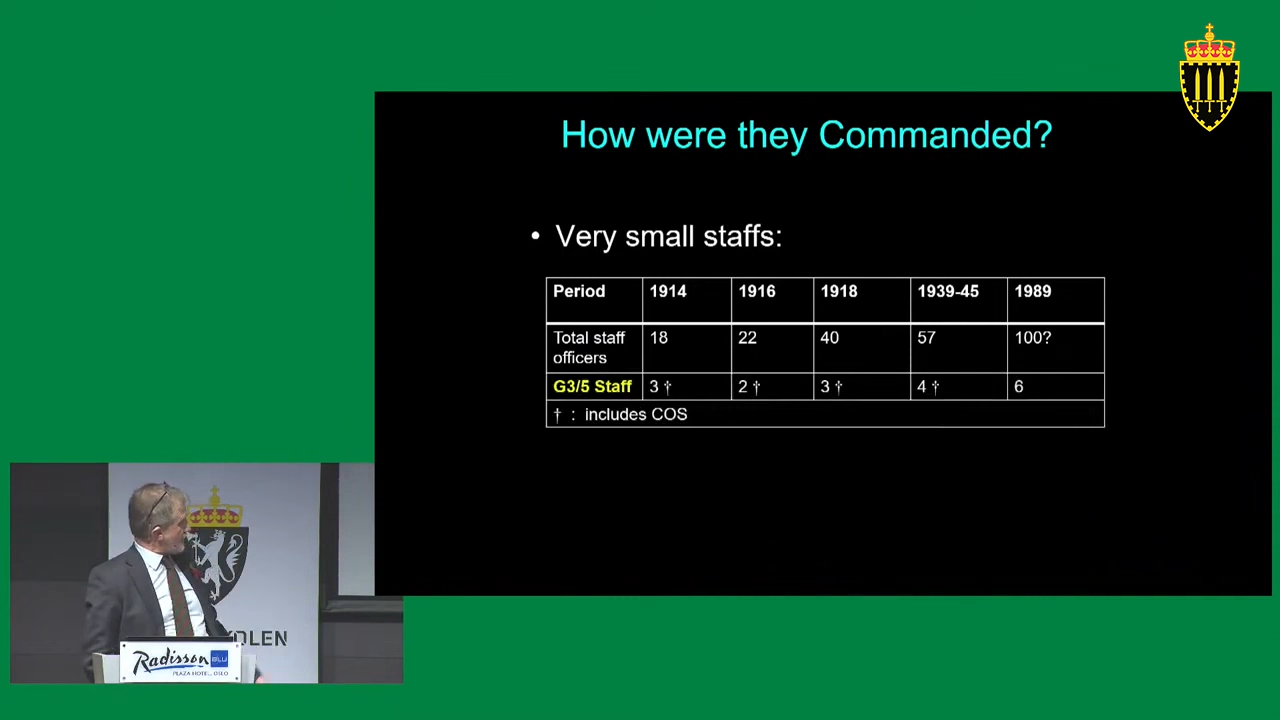 How were they Commanded?
• Very small staffs:
Period 1914 1916 1918 1939-45 1989
Total staff officers 18 22 40 57 100?
G3/5 Staff 3 † 2 † 3 † 4 † 6
† : includes COS
OLEN
Radisson BLU
PLAZA HOTEL, OSLO